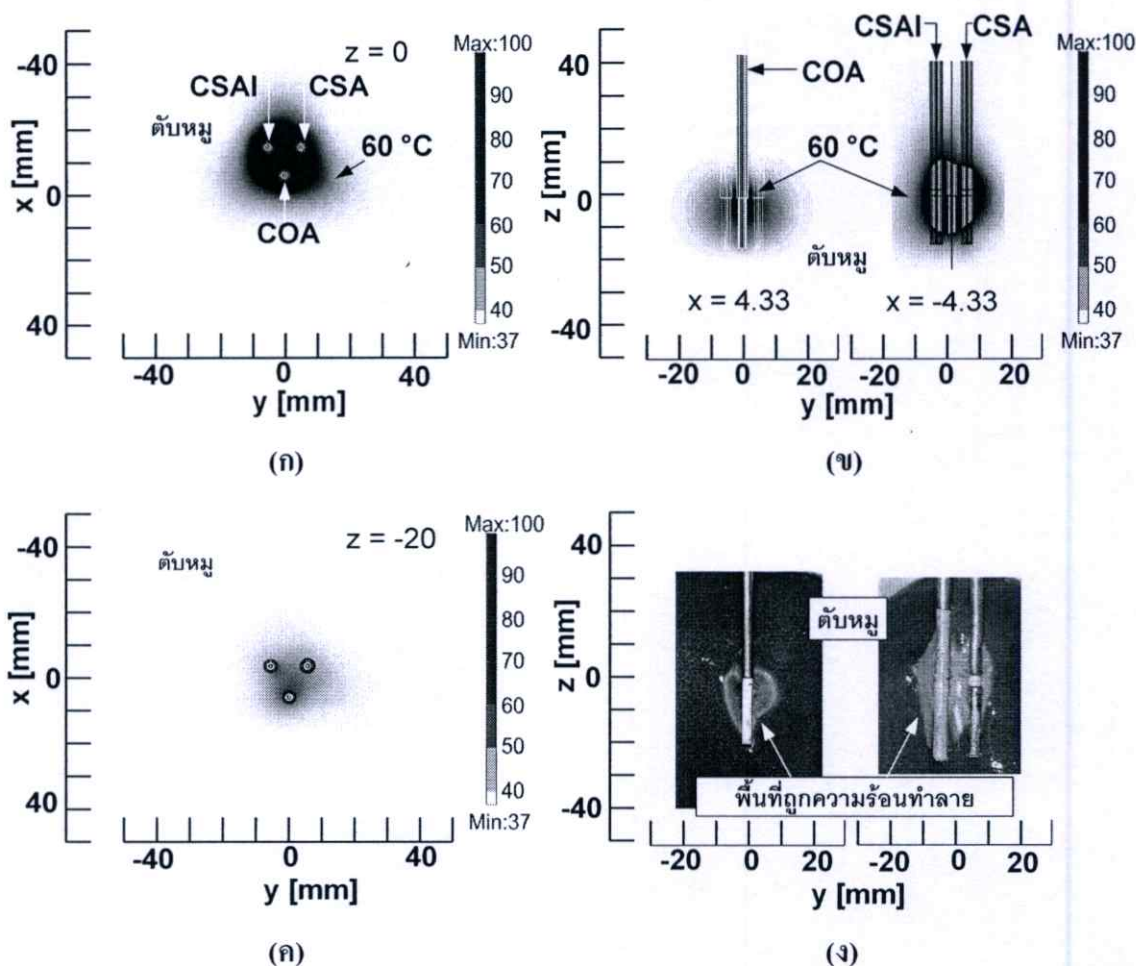 z = 0
Max:100
-40
CSAI CSA
90
ตับหมู
80
60 °C
70
x [mm]
0
60
COA
50
40
40
Min:37
-40 0 40
y [mm]
(ก)
CSAI CSA
Max:100
40
COA
90
80
60 °C
70
z [mm]
0
60
ตับหมู
50
x = 4.33 x = -4.33
40
-40
Min:37
-20 0 20 -20 0 20
y [mm]
(ข)
Max:100
-40
z = -20
ตับหมู
90
80
70
x [mm]
0
60
50
40
40
Min:37
-40 0 40
y [mm]
(ค)
40
ตับหมู
z [mm]
0
พื้นที่ถูกความร้อนทำลาย
-40
-20 0 20 -20 0 20
y [mm]
(ง)